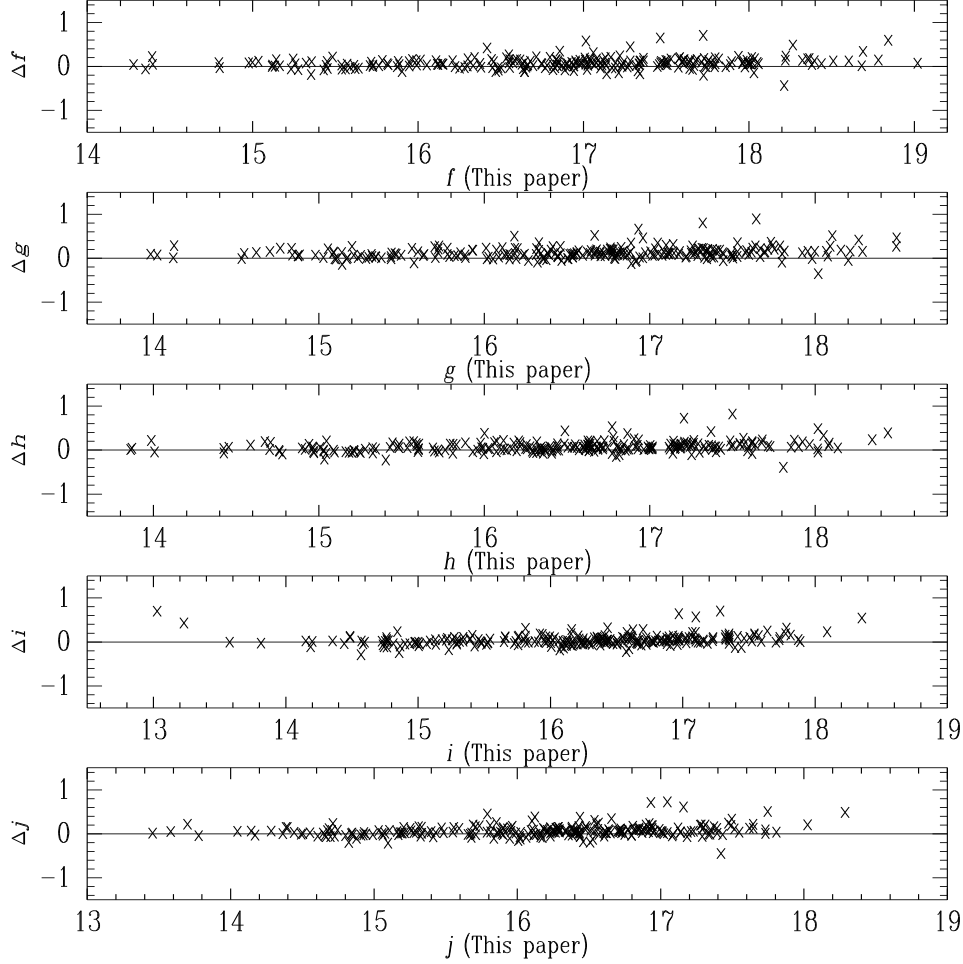 1
Δf
0
−1
14 15 16 17 18 19
f (This paper)
1
Δg
0
−1
14 15 16 17 18
g (This paper)
1
Δh
0
−1
14 15 16 17 18
h (This paper)
1
Δi
0
−1
13 14 15 16 17 18 19
i (This paper)
1
Δj
0
−1
13 14 15 16 17 18 19
j (This paper)